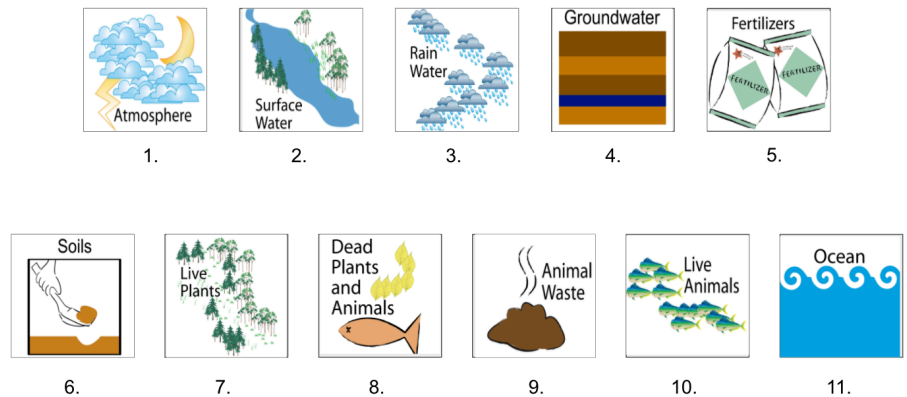 Atmosphere
Surface
Water
Rain
Water
Groundwater
Fertilizers
FERTILIZER
FERTILIZER
1.
2.
3.
4.
5.
Soils
Live
Plants
Dead
Plants
and
Animals
Animal
Waste
Live
Animals
Ocean
6.
7.
8.
9.
10.
11.